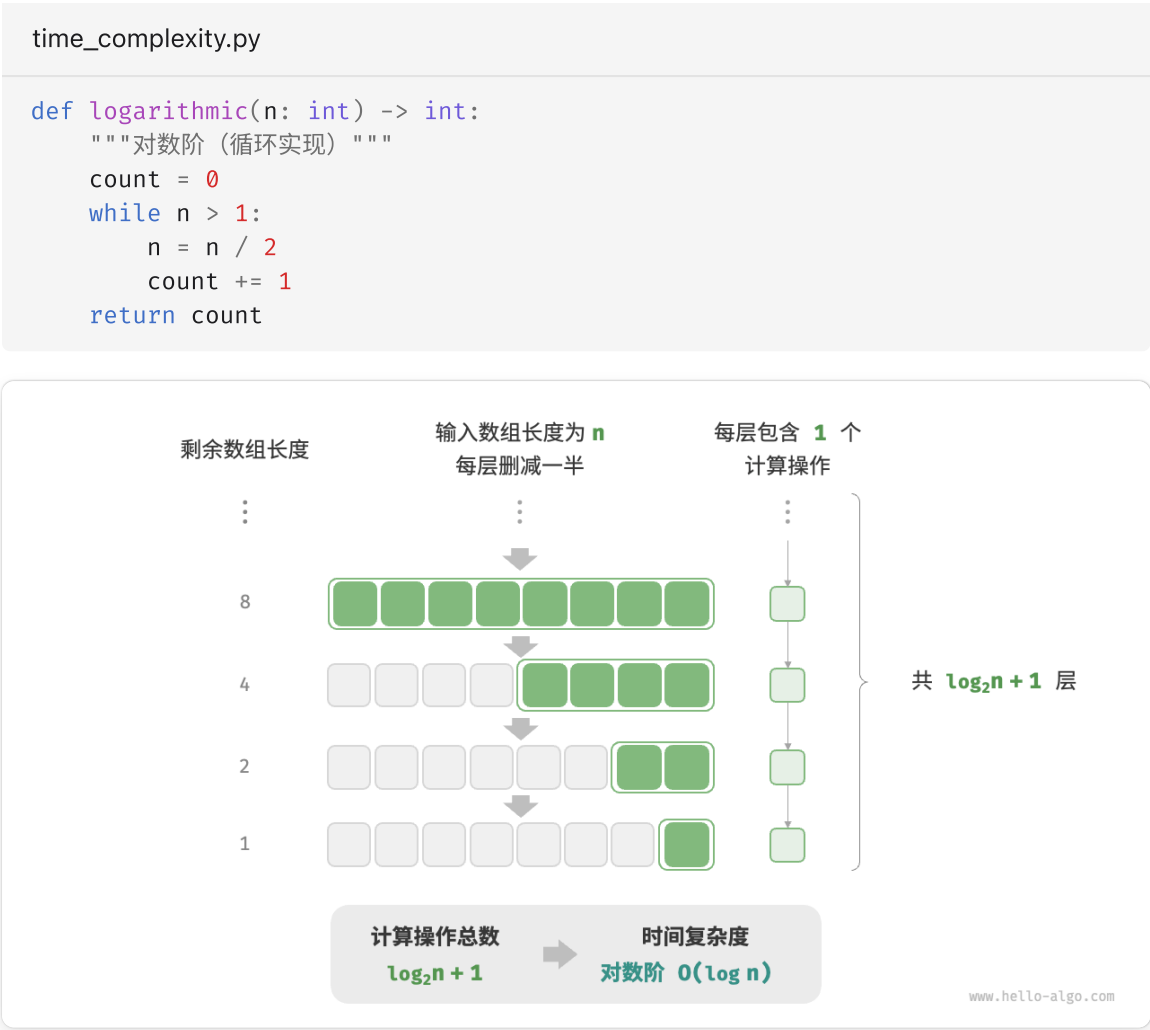 time_complexity.py
def logarithmic(n: int) -> int:
    """对数阶（循环实现）"""
    count = 0
    while n > 1:
        n = n / 2
        count += 1
    return count
剩余数组长度
输入数组长度为 n
每层删减一半
每层包含 1 个
计算操作
8
4
2
1
共 log₂n + 1 层
计算操作总数
log₂n + 1
时间复杂度
对数阶 O(log n)
www.hello-algo.com